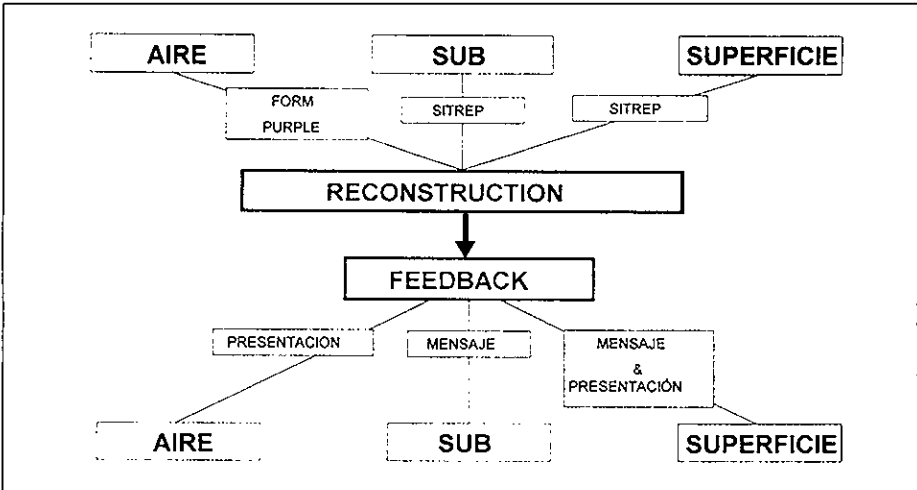 AIRE
SUB
SUPERFICIE
FORM
PURPLE
SITREP
SITREP
RECONSTRUCTION
FEEDBACK
PRESENTACION
MENSAJE
MENSAJE
&
PRESENTACIÓN
AIRE
SUB
SUPERFICIE